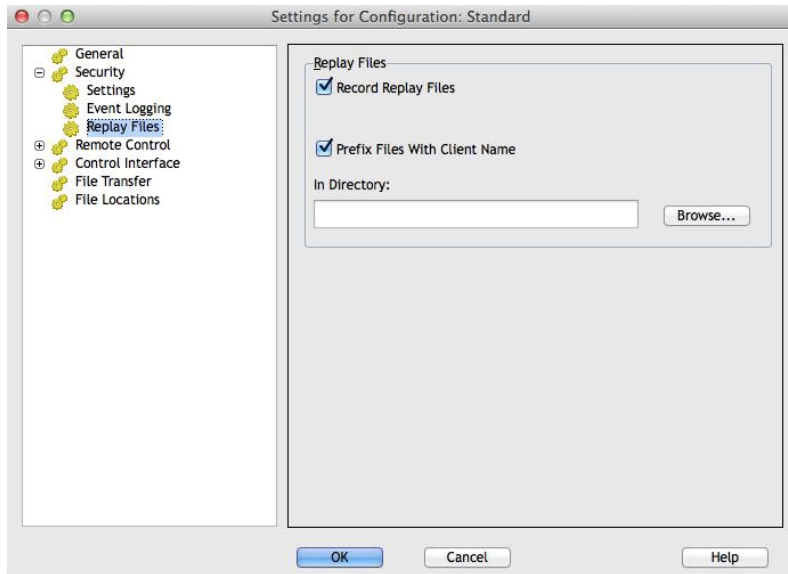 Settings for Configuration: Standard
General
Security
Settings
Event Logging
Replay Files
Remote Control
Control Interface
File Transfer
File Locations
Replay Files
Record Replay Files
Prefix Files With Client Name
In Directory:
Browse...
OK
Cancel
Help